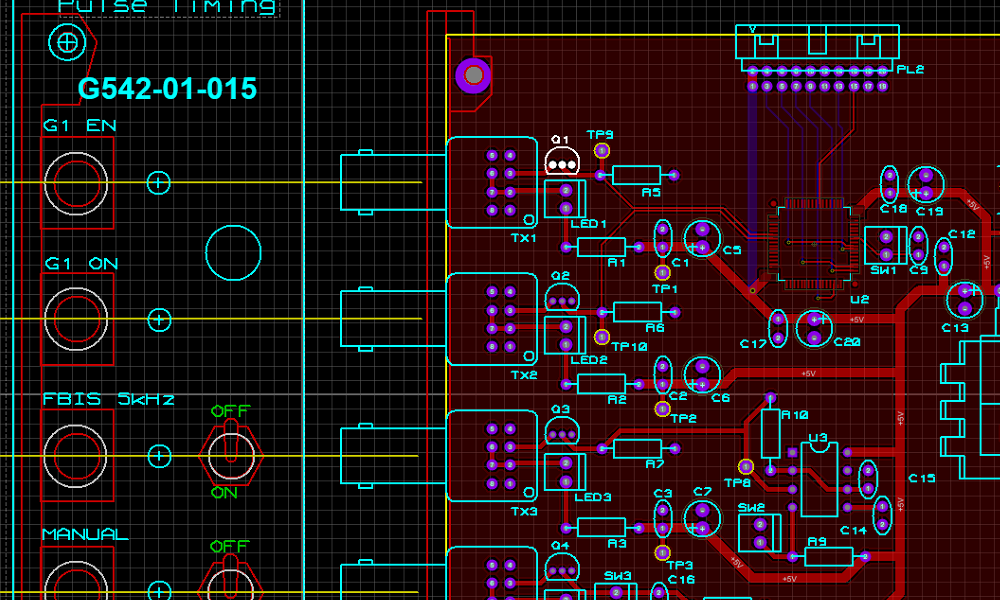 Pulse Timing
G542-01-015
G1 EN
G1 ON
FBIS 5kHz
OFF
ON
MANUAL
OFF
PL2
Q1
TP9
R5
LED1
TX1
R1
C1
C5
TP1
C18
C19
+5V
C12
SW1
C9
+5V
U2
C13
Q2
R6
TP10
LED2
TX2
C17
C20
+5V
R2
C2
C6
TP2
+5V
Q3
R7
R10
U3
+5V
TP8
LED3
TX3
C3
C7
C15
+5V
SW2
C14
R3
R9
TP3
+5V
+5V
Q4
SW3
C16